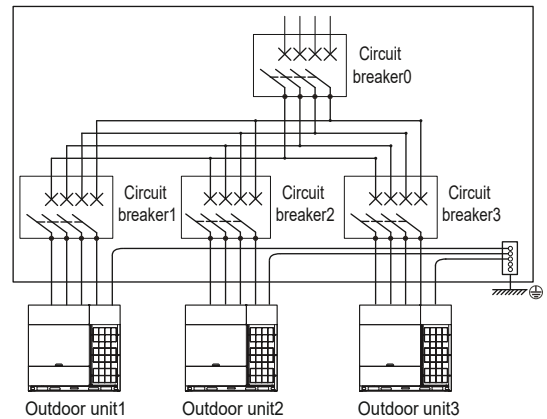 Circuit
breaker0
Circuit
breaker1
Circuit
breaker2
Circuit
breaker3
Outdoor unit1
Outdoor unit2
Outdoor unit3